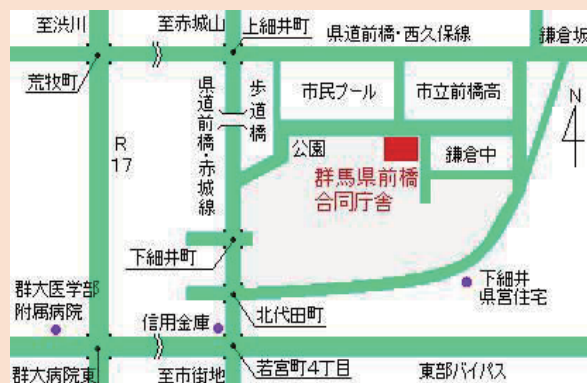 至渋川
至赤城山
上細井町
県道前橋・西久保線
鎌倉坂
荒牧町
県道前橋・赤城線
歩道橋
市民プール
市立前橋高
N
R
17
公園
鎌倉中
群馬県前橋
合同庁舎
下細井町
下細井
県営住宅
群大医学部
附属病院
信用金庫
北代田町
群大病院東
至市街地
若宮町4丁目
東部バイパス